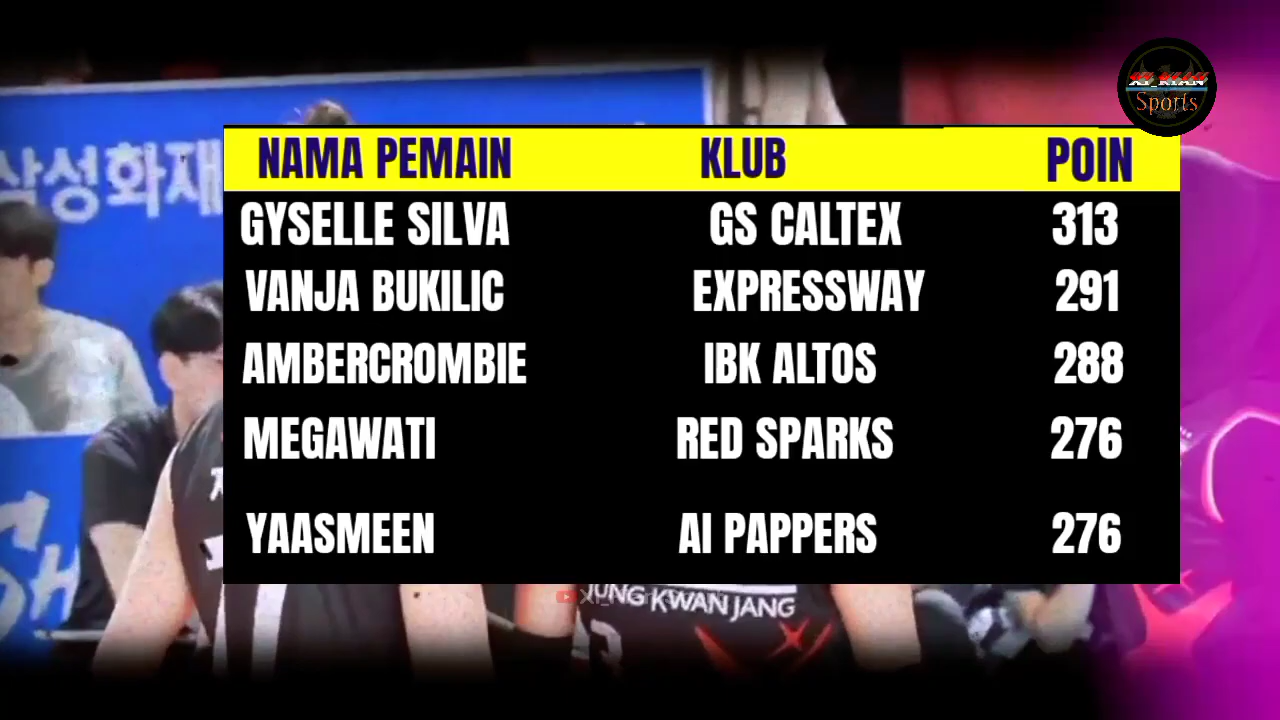 XI_KIAN
Sports
삼성화재
NAMA PEMAIN KLUB POIN
GYSELLE SILVA GS CALTEX 313
VANJA BUKILIC EXPRESSWAY 291
AMBERCROMBIE IBK ALTOS 288
MEGAWATI RED SPARKS 276
YAASMEEN AI PAPPERS 276
JUNG KWAN JANG